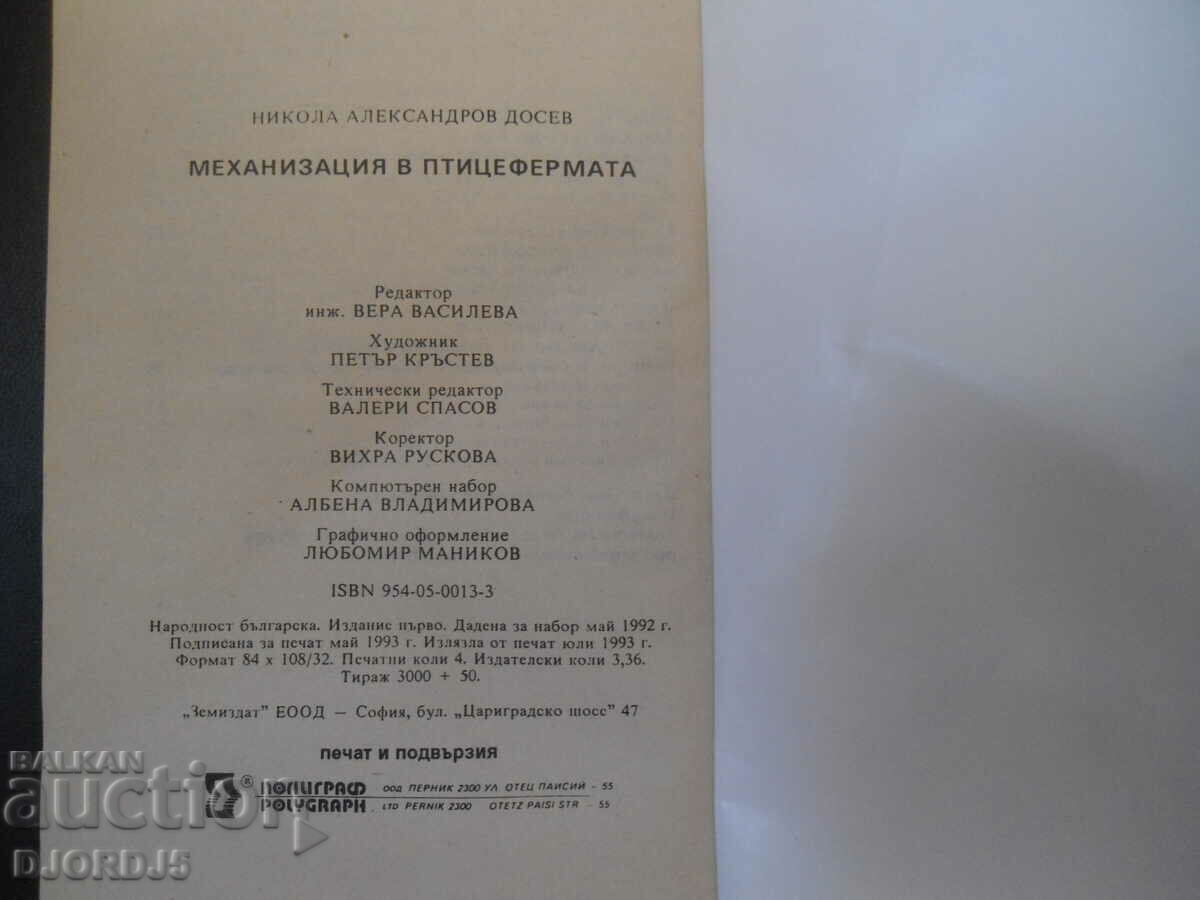 НИКОЛА АЛЕКСАНДРОВ ДОСЕВ
МЕХАНИЗАЦИЯ В ПТИЦЕФЕРМАТА
Редактор
инж. ВЕРА ВАСИЛЕВА
Художник
ПЕТЪР КРЪСТЕВ
Технически редактор
ВАЛЕРИ СПАСОВ
Коректор
ВИХРА РУСКОВА
Компютърен набор
АЛБЕНА ВЛАДИМИРОВА
Графично оформление
ЛЮБОМИР МАНИКОВ
ISBN 954-05-0013-3
Народност българска. Издание първо. Дадена за набор май 1992 г.
Подписана за печат май 1993 г. Излязла от печат юли 1993 г.
Формат 84 х 108/32. Печатни коли 4. Издателски коли 3,36.
Тираж 3000 + 50.
„Земиздат" ЕООД — София, бул. „Цариградско шосе" 47
печат и подвързия
® ПОЛИГРАФ ООД ПЕРНИК 2300 УЛ. ОТЕЦ ПАИСИЙ - 55
POLYGRAPH LTD PERNIK 2300 OTETZ PAISI STR - 55
BALKAN
auction
DJORDJ5